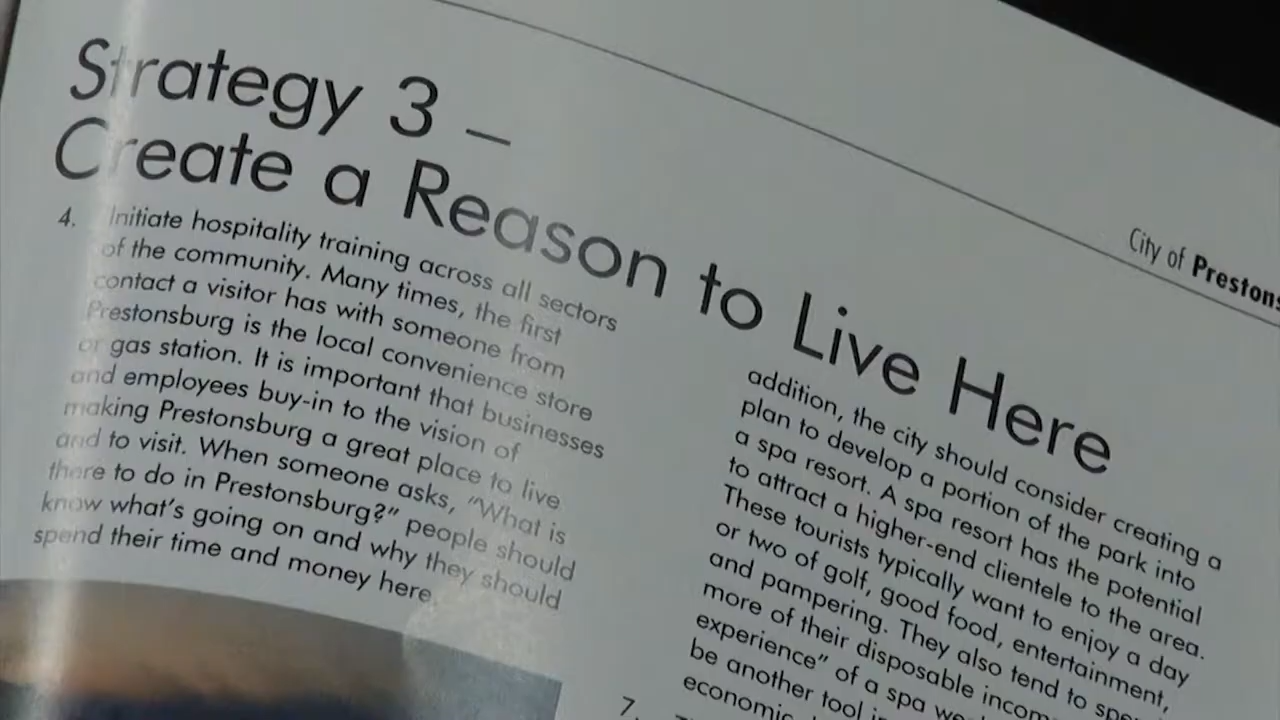 City of Prestons
Strategy 3 –
Create a Reason to Live Here
4. Initiate hospitality training across all sectors
of the community. Many times, the first
contact a visitor has with someone from
Prestonsburg is the local convenience store
or gas station. It is important that businesses
and employees buy-in to the vision of
making Prestonsburg a great place to live
and to visit. When someone asks, "What is
there to do in Prestonsburg?" people should
know what's going on and why they should
spend their time and money here.
addition, the city should consider creating a
plan to develop a portion of the park into
a spa resort. A spa resort has the potential
to attract a higher-end clientele to the area.
These tourists typically want to enjoy a day
or two of golf, good food, entertainment,
and pampering. They also tend to spe
more of their disposable incom
experience" of a spa we
be another tool i
economic
7.